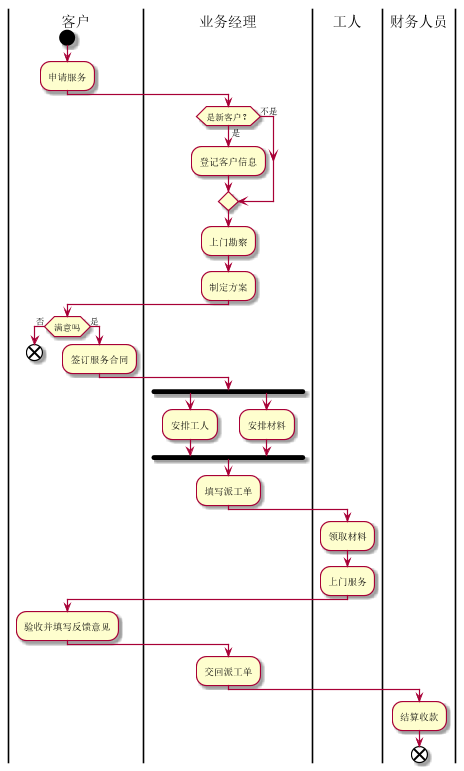 客户
业务经理
工人
财务人员
申请服务
是新客户？
不是
是
登记客户信息
上门勘察
制定方案
否
满意吗
是
签订服务合同
安排工人
安排材料
填写派工单
领取材料
上门服务
验收并填写反馈意见
交回派工单
结算收款